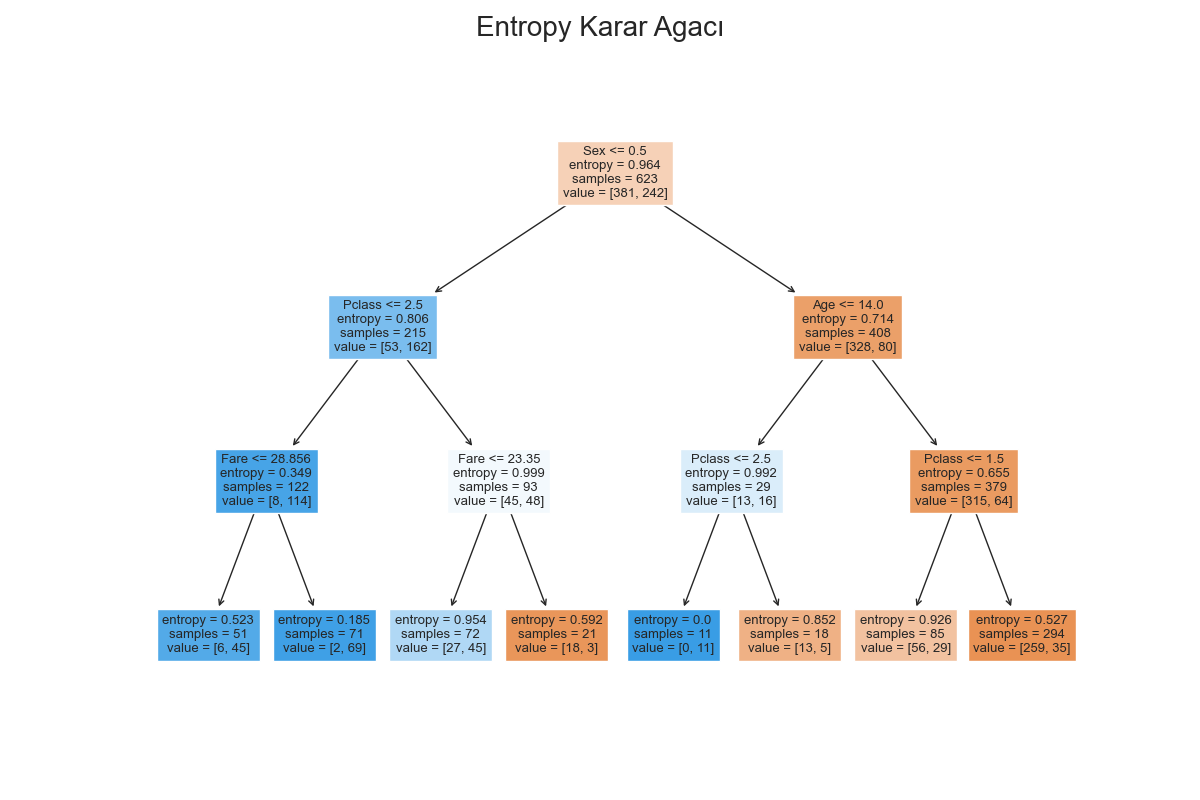 Entropy Karar Agacı
Sex <= 0.5
entropy = 0.964
samples = 623
value = [381, 242]
Pclass <= 2.5
entropy = 0.806
samples = 215
value = [53, 162]
Age <= 14.0
entropy = 0.714
samples = 408
value = [328, 80]
Fare <= 28.856
entropy = 0.349
samples = 122
value = [8, 114]
Fare <= 23.35
entropy = 0.999
samples = 93
value = [45, 48]
Pclass <= 2.5
entropy = 0.992
samples = 29
value = [13, 16]
Pclass <= 1.5
entropy = 0.655
samples = 379
value = [315, 64]
entropy = 0.523
samples = 51
value = [6, 45]
entropy = 0.185
samples = 71
value = [2, 69]
entropy = 0.954
samples = 72
value = [27, 45]
entropy = 0.592
samples = 21
value = [18, 3]
entropy = 0.0
samples = 11
value = [0, 11]
entropy = 0.852
samples = 18
value = [13, 5]
entropy = 0.926
samples = 85
value = [56, 29]
entropy = 0.527
samples = 294
value = [259, 35]